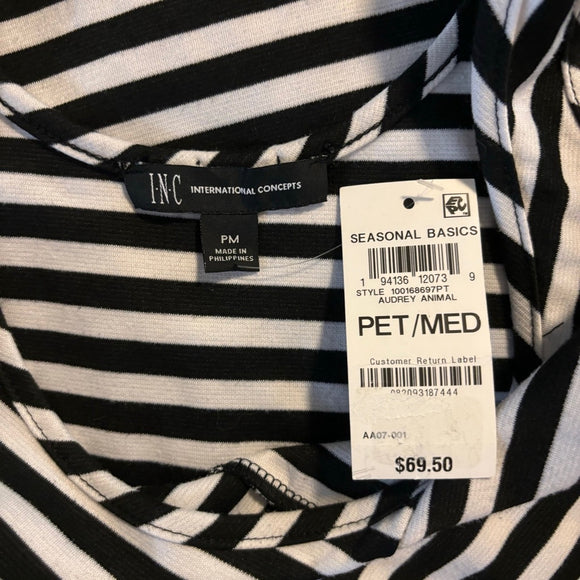 I·N·C INTERNATIONAL CONCEPTS
PM
MADE IN
PHILIPPINES
SEASONAL BASICS
1 94136 12073 9
STYLE 100168697PT
AUDREY ANIMAL
PET/MED
Customer Return Label
082093187444
AA07-001
$69.50